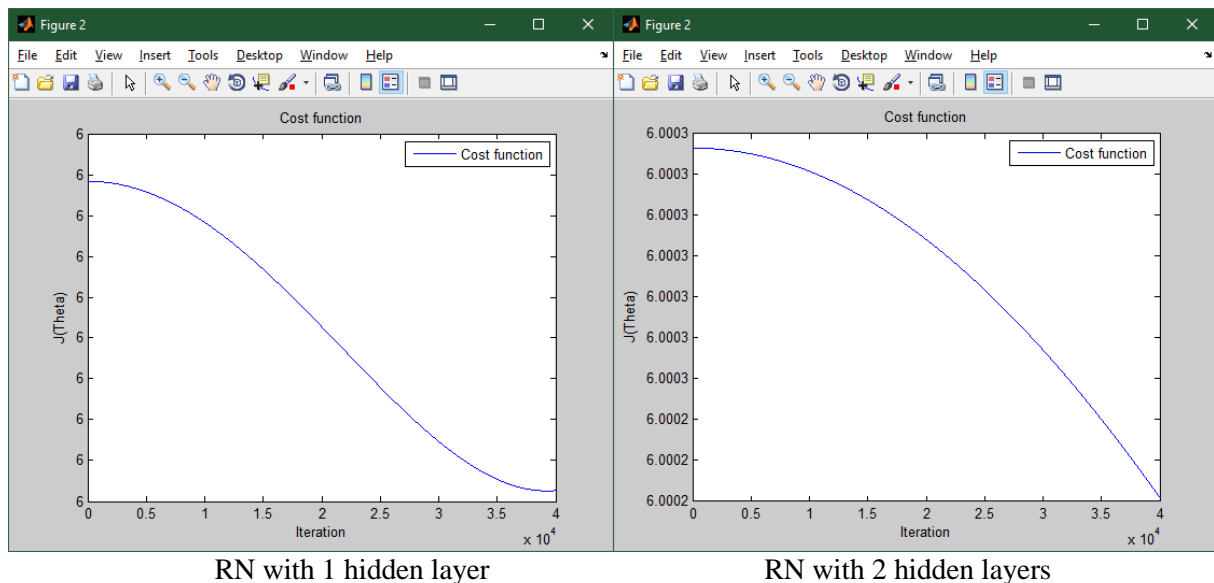 Figure 2
File Edit View Insert Tools Desktop Window Help
Cost function
Cost function
J(Theta)
6
6
6
6
6
6
6
6
6
6
0 0.5 1 1.5 2 2.5 3 3.5 4
Iteration
x 10^4
RN with 1 hidden layer
Figure 2
File Edit View Insert Tools Desktop Window Help
Cost function
Cost function
J(Theta)
6.0003
6.0003
6.0003
6.0003
6.0003
6.0003
6.0003
6.0002
6.0002
6.0002
0 0.5 1 1.5 2 2.5 3 3.5 4
Iteration
x 10^4
RN with 2 hidden layers